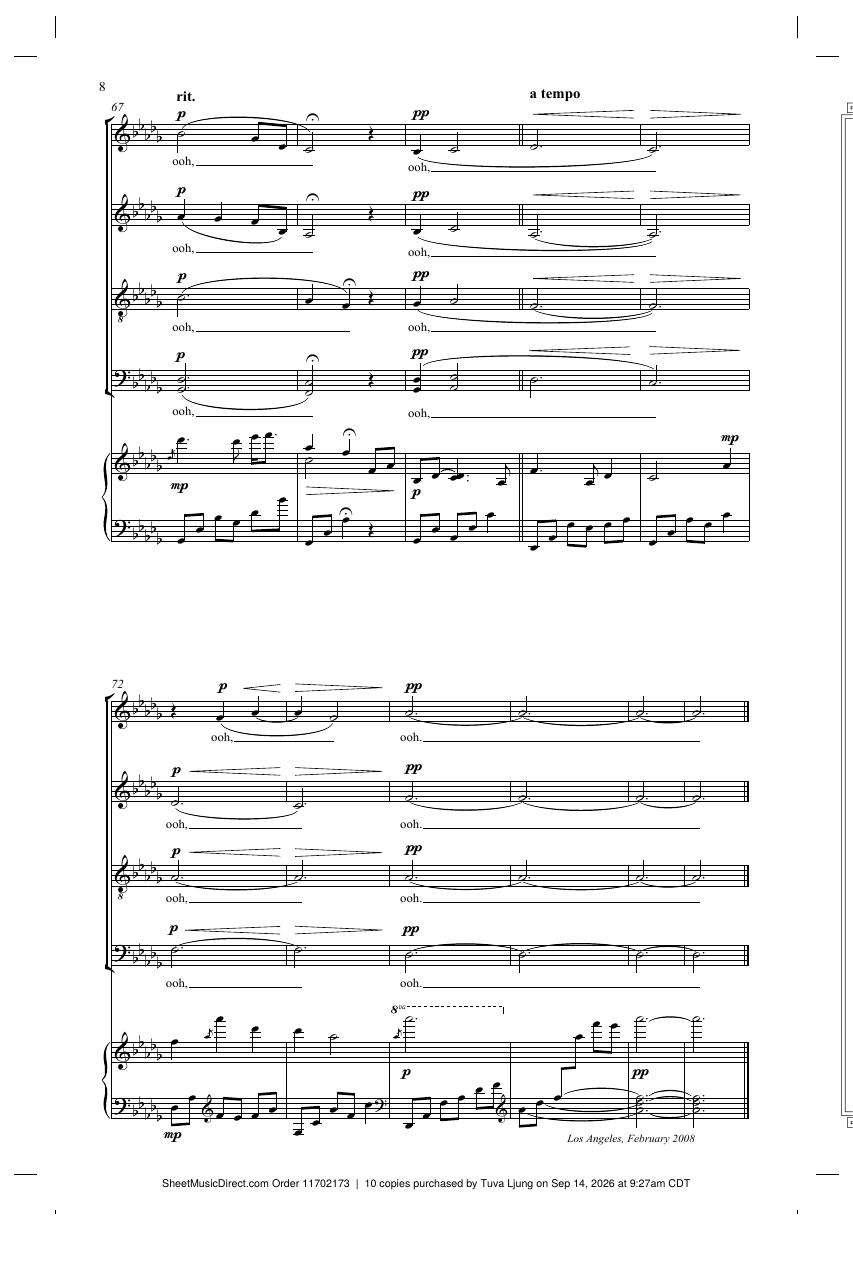 8
rit.
a tempo
67
p
pp
ooh,
ooh,
p
pp
ooh,
ooh,
p
pp
8
ooh,
ooh,
p
pp
ooh,
ooh,
mp
mp
p
72
p
pp
ooh,
ooh.
p
pp
ooh,
ooh.
p
pp
8
ooh,
ooh.
p
pp
ooh,
ooh.
8va
p
pp
mp
Los Angeles, February 2008
SheetMusicDirect.com Order 11702173 | 10 copies purchased by Tuva Ljung on Sep 14, 2026 at 9:27am CDT